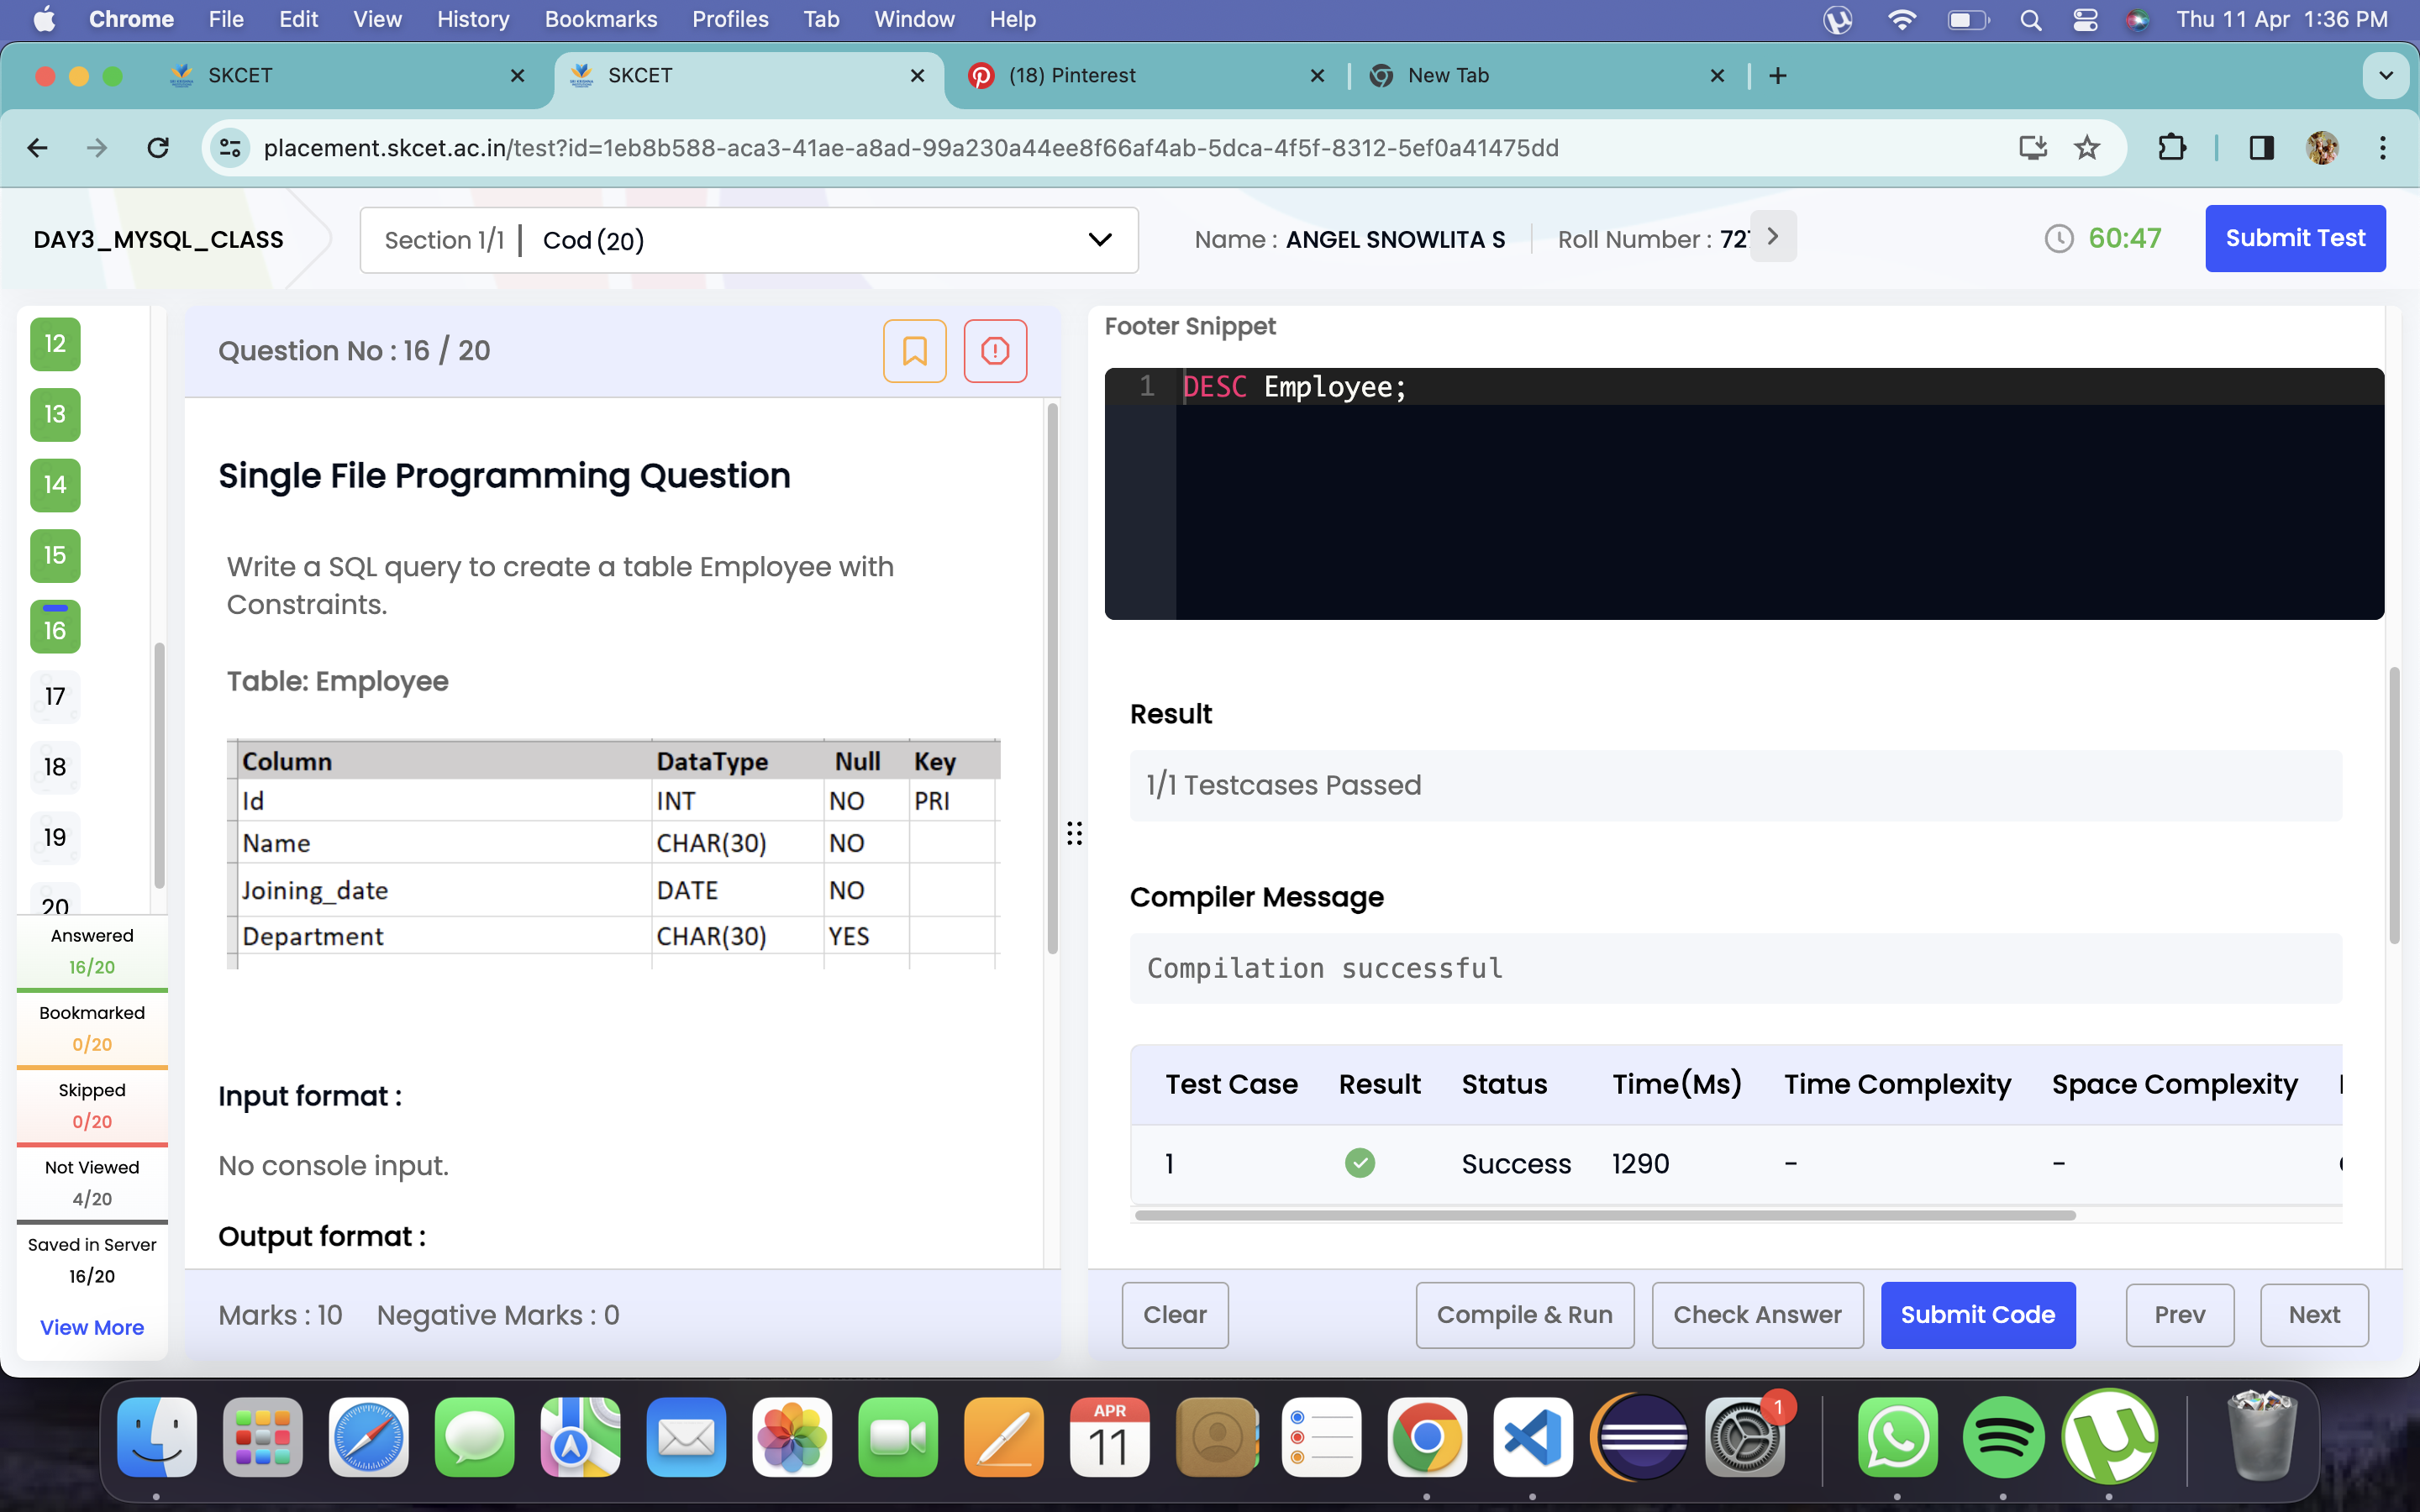 Chrome File Edit View History Bookmarks Profiles Tab Window Help Thu 11 Apr 1:36 PM
SKCET SKCET (18) Pinterest New Tab
placement.skcet.ac.in/test?id=1eb8b588-aca3-41ae-a8ad-99a230a44ee8f66af4ab-5dca-4f5f-8312-5ef0a41475dd
DAY3_MYSQL_CLASS Section 1/1 | Cod (20) Name : ANGEL SNOWLITA S Roll Number : 60:47 Submit Test
12
13
14
15
16
17
18
19
20
Answered
16/20
Bookmarked
0/20
Skipped
0/20
Not Viewed
4/20
Saved in Server
16/20
View More
Question No : 16 / 20
Single File Programming Question
Write a SQL query to create a table Employee with
Constraints.
Table: Employee
Column DataType Null Key
Id INT NO PRI
Name CHAR(30) NO
Joining_date DATE NO
Department CHAR(30) YES
Input format :
No console input.
Output format :
Marks : 10 Negative Marks : 0
Footer Snippet
1 DESC Employee;
Result
1/1 Testcases Passed
Compiler Message
Compilation successful
Test Case Result Status Time(Ms) Time Complexity Space Complexity
1 Success 1290 - -
Clear Compile & Run Check Answer Submit Code Prev Next
APR
11
1